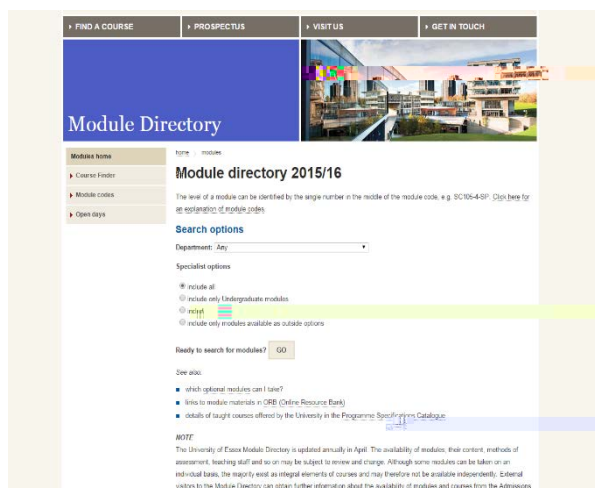 FIND A COURSE
PROSPECTUS
VISIT US
GET IN TOUCH
Module Directory
home modules
Modules home
Course Finder
Module codes
Open days
Module directory 2015/16
The level of a module can be identified by the single number in the middle of the module code, e.g. SC105-4-SP. Click here for
an explanation of module codes.
Search options
Department: Any
Specialist options
include all
include only Undergraduate modules
include only modules available as outside options
Ready to search for modules? GO
See also:
which optional modules can I take?
links to module materials in ORB (Online Resource Bank)
details of taught courses offered by the University in the Programme Specifications Catalogue
NOTE
The University of Essex Module Directory is updated annually in April. The availability of modules, their content, methods of
assessment, teaching staff and so on may be subject to review and change. Although some modules can be taken on an
individual basis, the majority exist as integral elements of courses and may therefore not be available independently. External
visitors to the Module Directory can obtain further information about the availability of modules and courses from the Admissions